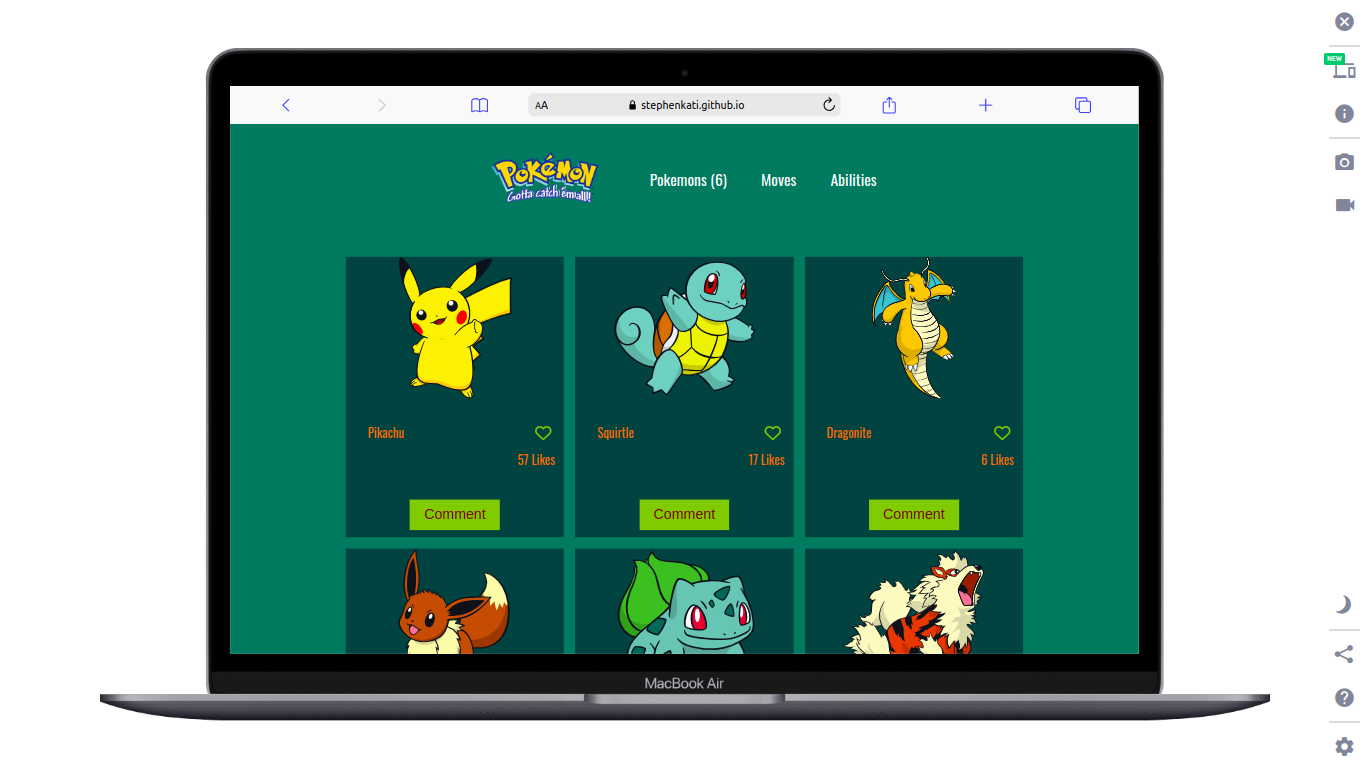 NEW
AA stephenkati.github.io
POKéMON
Gotta catch 'em all!!!
Pokemons (6) Moves Abilities
Pikachu
57 Likes
Comment
Squirtle
17 Likes
Comment
Dragonite
6 Likes
Comment
MacBook Air